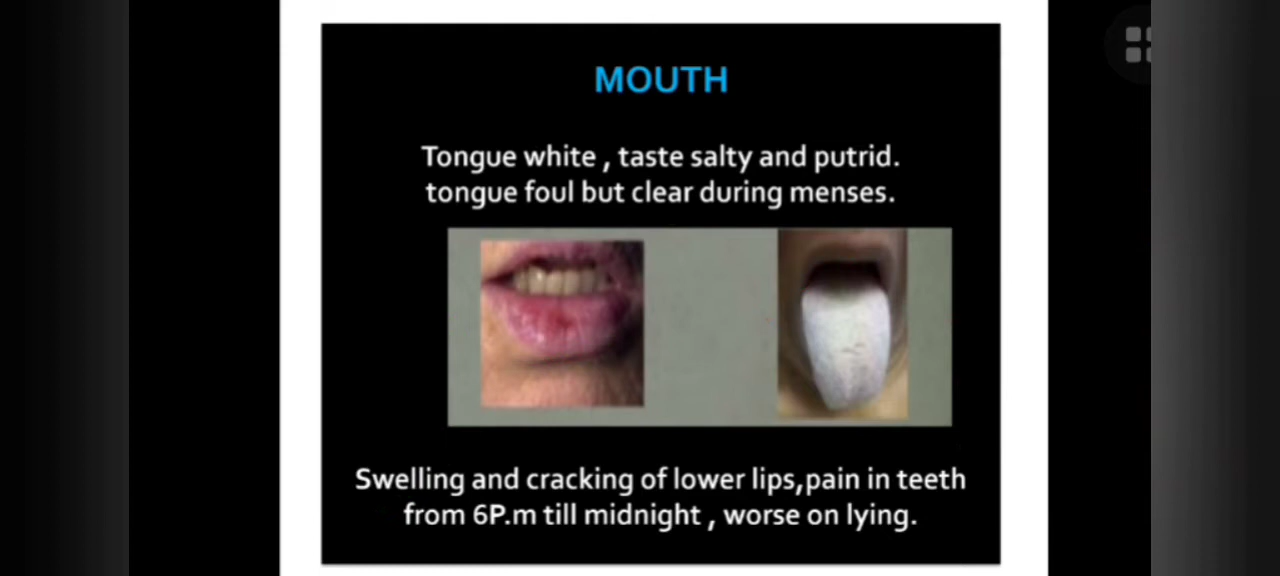 MOUTH
Tongue white , taste salty and putrid.
tongue foul but clear during menses.
Swelling and cracking of lower lips,pain in teeth
from 6P.m till midnight , worse on lying.